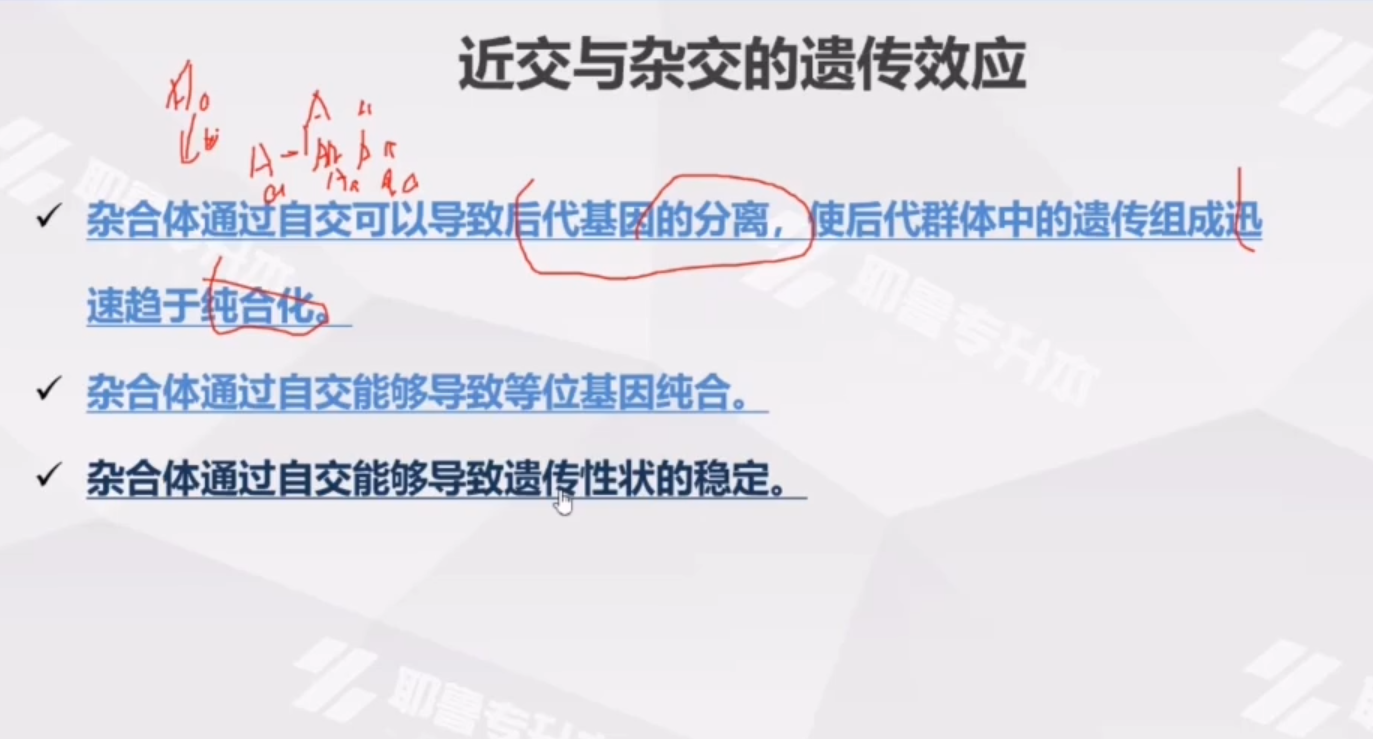 近交与杂交的遗传效应
杂合体通过自交可以导致后代基因的分离，使后代群体中的遗传组成迅
速趋于纯合化。
杂合体通过自交能够导致等位基因纯合。
杂合体通过自交能够导致遗传性状的稳定。
耶鲁专升本